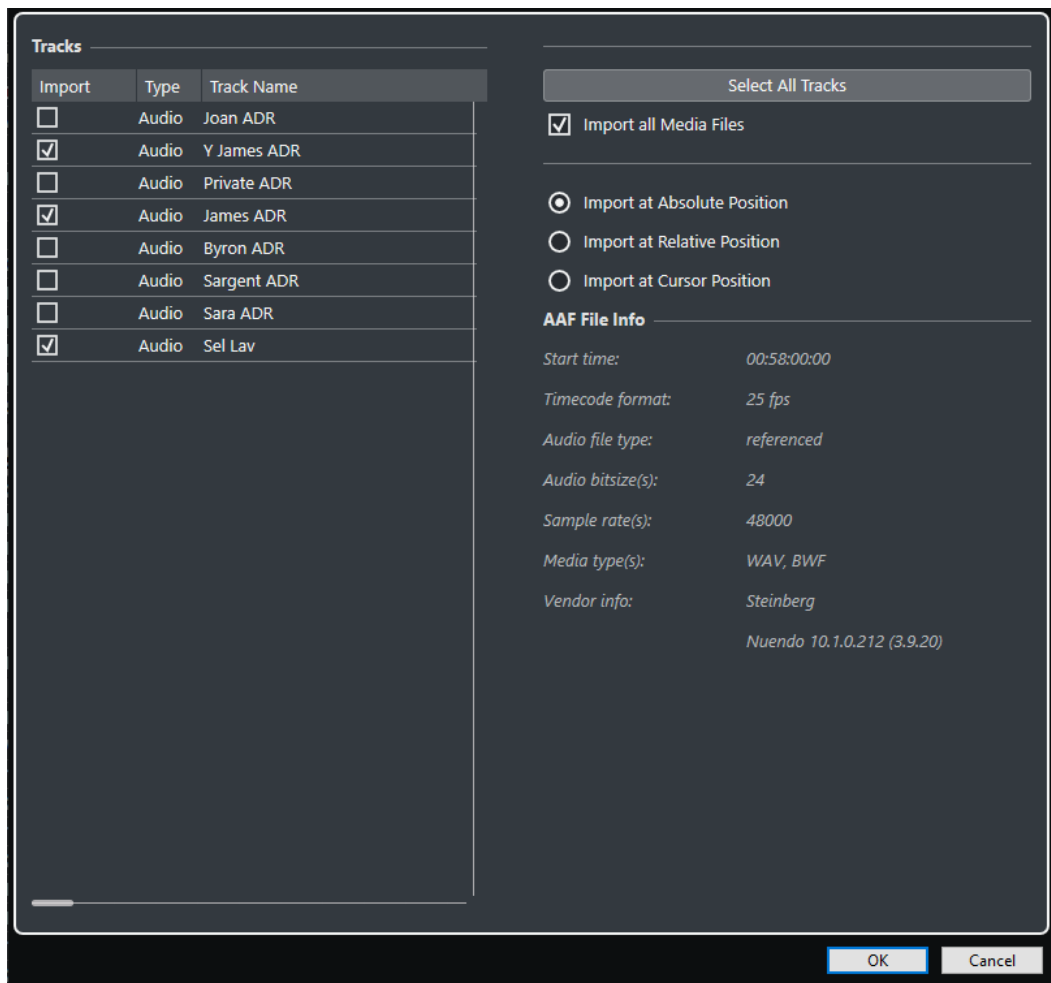 Tracks
Import Type Track Name
Audio Joan ADR
Audio Y James ADR
Audio Private ADR
Audio James ADR
Audio Byron ADR
Audio Sargent ADR
Audio Sara ADR
Audio Sel Lav
Select All Tracks
Import all Media Files
Import at Absolute Position
Import at Relative Position
Import at Cursor Position
AAF File Info
Start time: 00:58:00:00
Timecode format: 25 fps
Audio file type: referenced
Audio bitsize(s): 24
Sample rate(s): 48000
Media type(s): WAV, BWF
Vendor info: Steinberg
Nuendo 10.1.0.212 (3.9.20)
OK Cancel